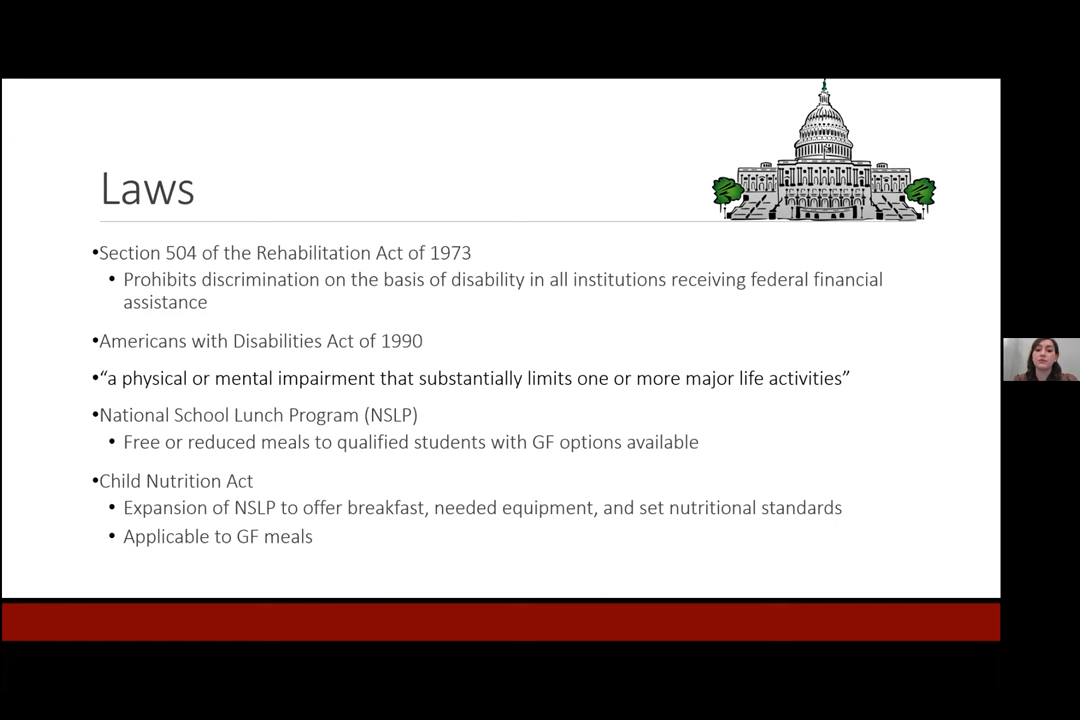 Laws
•Section 504 of the Rehabilitation Act of 1973
• Prohibits discrimination on the basis of disability in all institutions receiving federal financial
assistance
•Americans with Disabilities Act of 1990
•“a physical or mental impairment that substantially limits one or more major life activities”
•National School Lunch Program (NSLP)
• Free or reduced meals to qualified students with GF options available
•Child Nutrition Act
• Expansion of NSLP to offer breakfast, needed equipment, and set nutritional standards
• Applicable to GF meals